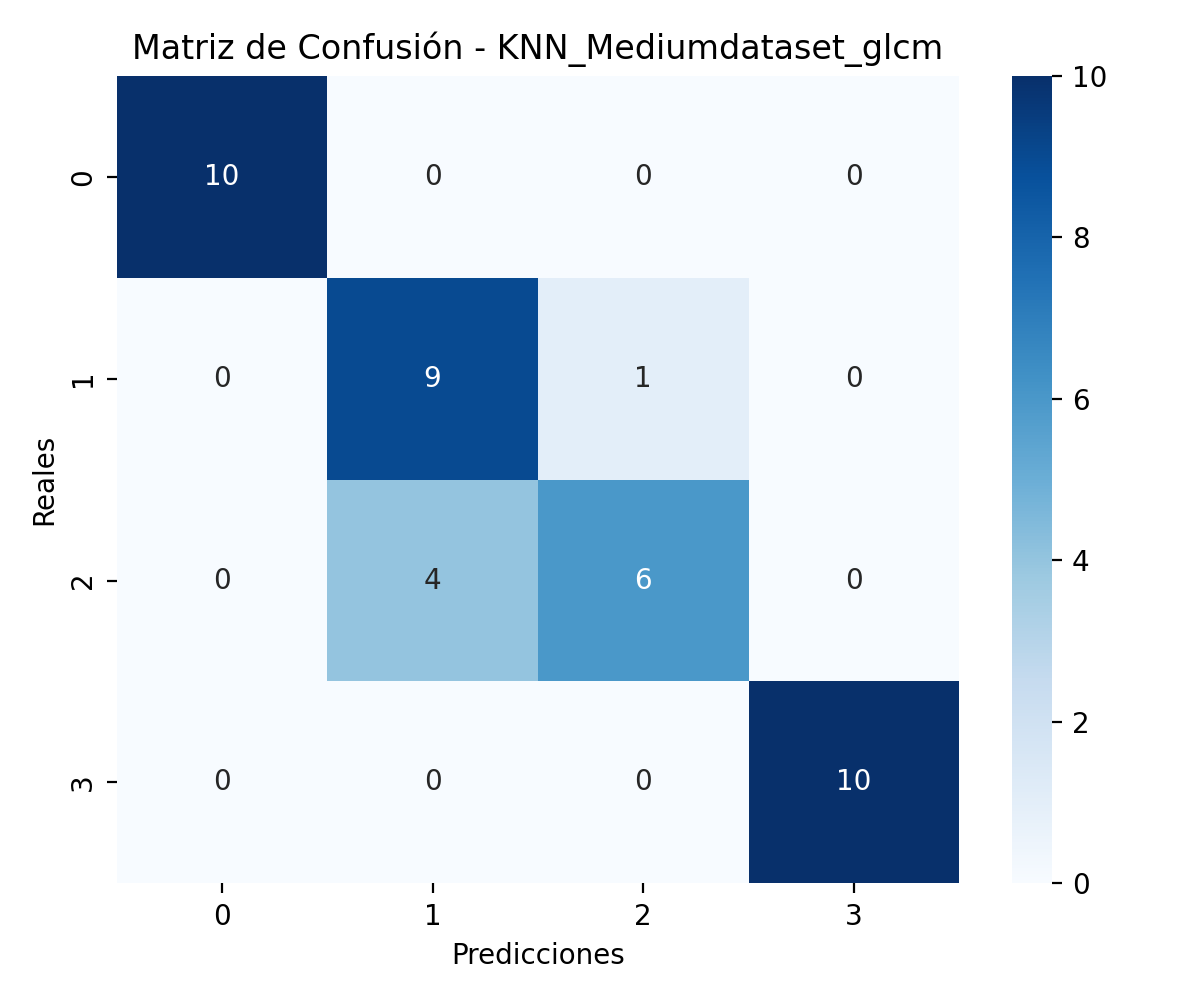 Matriz de Confusión - KNN_Mediumdataset_glcm
10
0 10 0 0 0
8
1 0 9 1 0
6
Reales
2 0 4 6 0
4
2
3 0 0 0 10
0
0 1 2 3
Predicciones